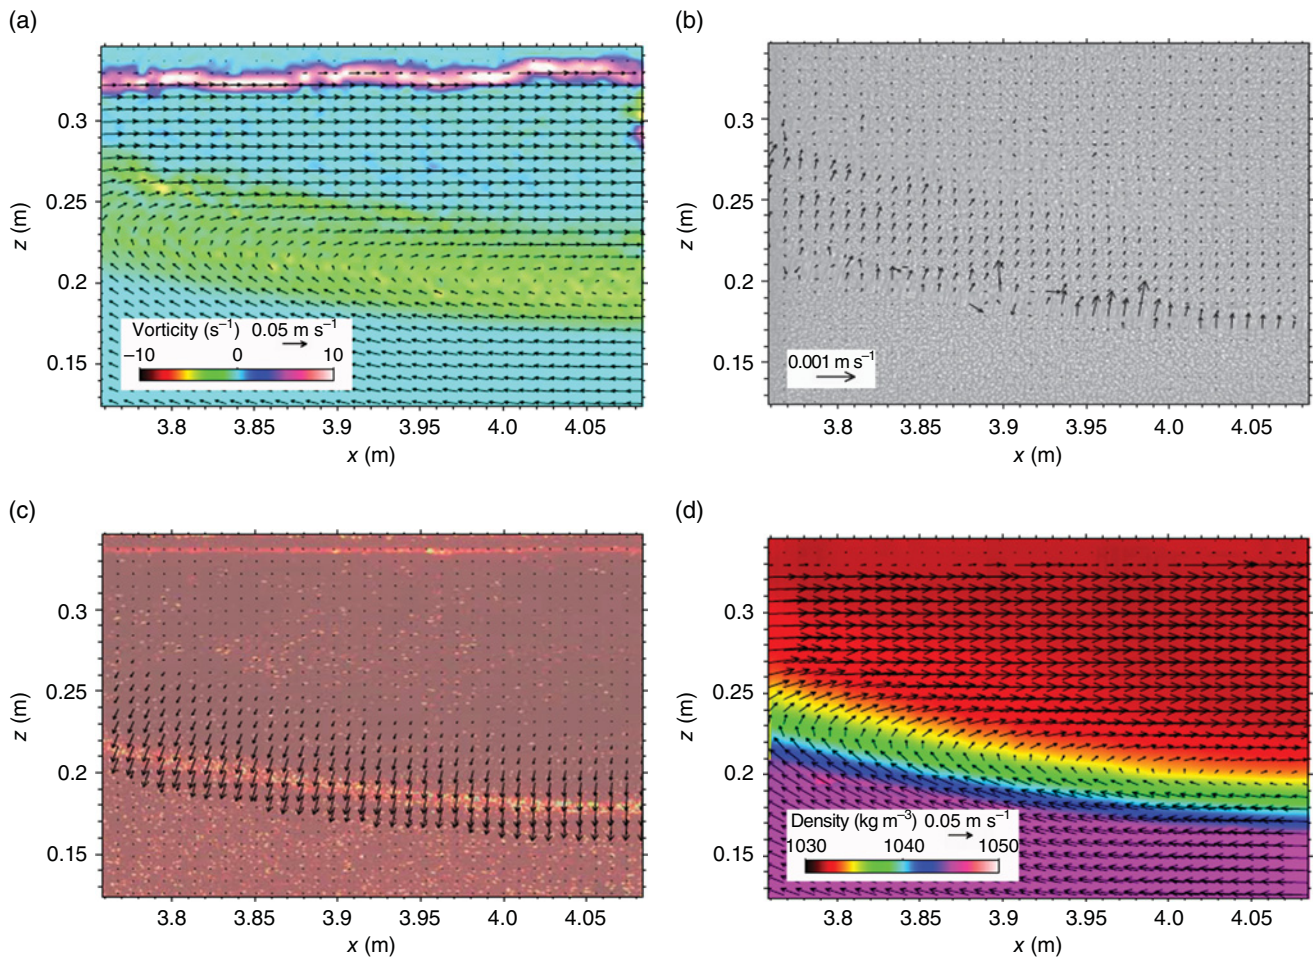 (a)
(b)
0.3
0.25
0.2
0.15
z (m)
Vorticity (s⁻¹) 0.05 m s⁻¹
−10 0 10
3.8 3.85 3.9 3.95 4.0 4.05
x (m)
0.3
0.25
0.2
0.15
z (m)
0.001 m s⁻¹
3.8 3.85 3.9 3.95 4.0 4.05
x (m)
(c)
(d)
0.3
0.25
0.2
0.15
z (m)
3.8 3.85 3.9 3.95 4.0 4.05
x (m)
0.3
0.25
0.2
0.15
z (m)
Density (kg m⁻³) 0.05 m s⁻¹
1030 1040 1050
3.8 3.85 3.9 3.95 4.0 4.05
x (m)